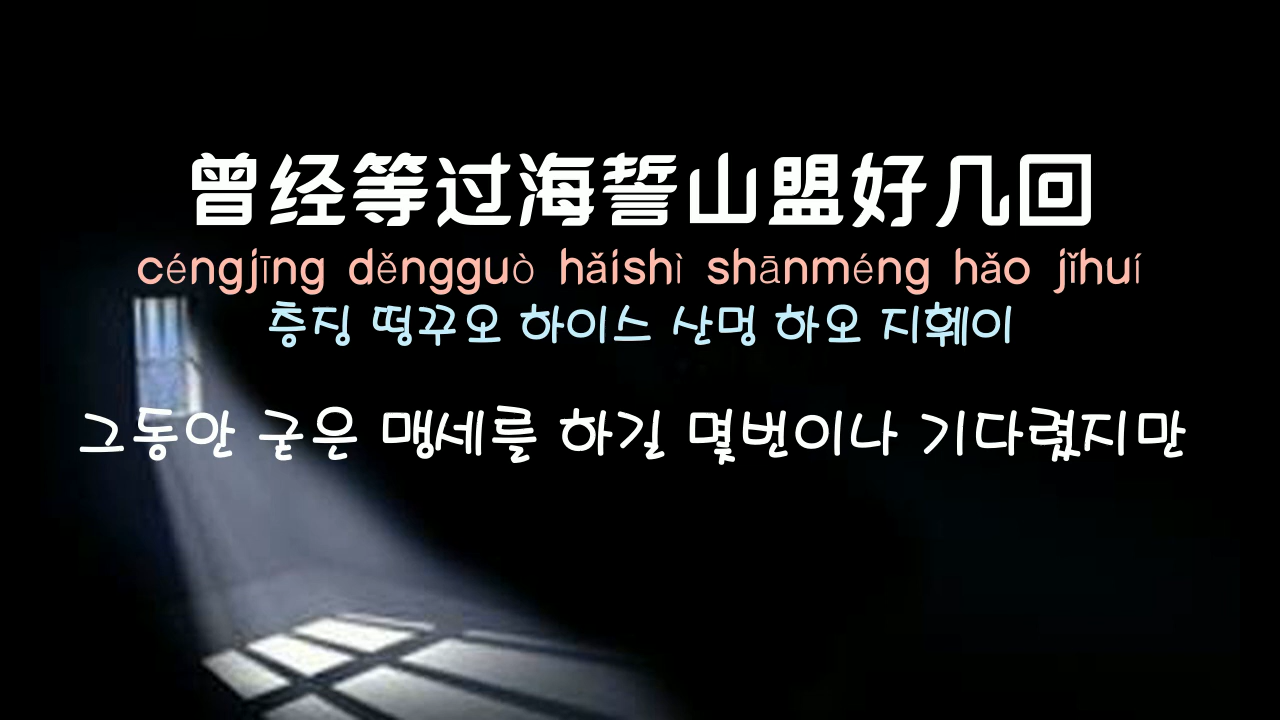 曾经等过海誓山盟好几回
céngjīng děngguò hǎishì shānméng hǎo jǐhuí
층징 떵꾸오 하이스 산멍 하오 지훼이
그동안 굳은 맹세를 하길 몇번이나 기다렸지만